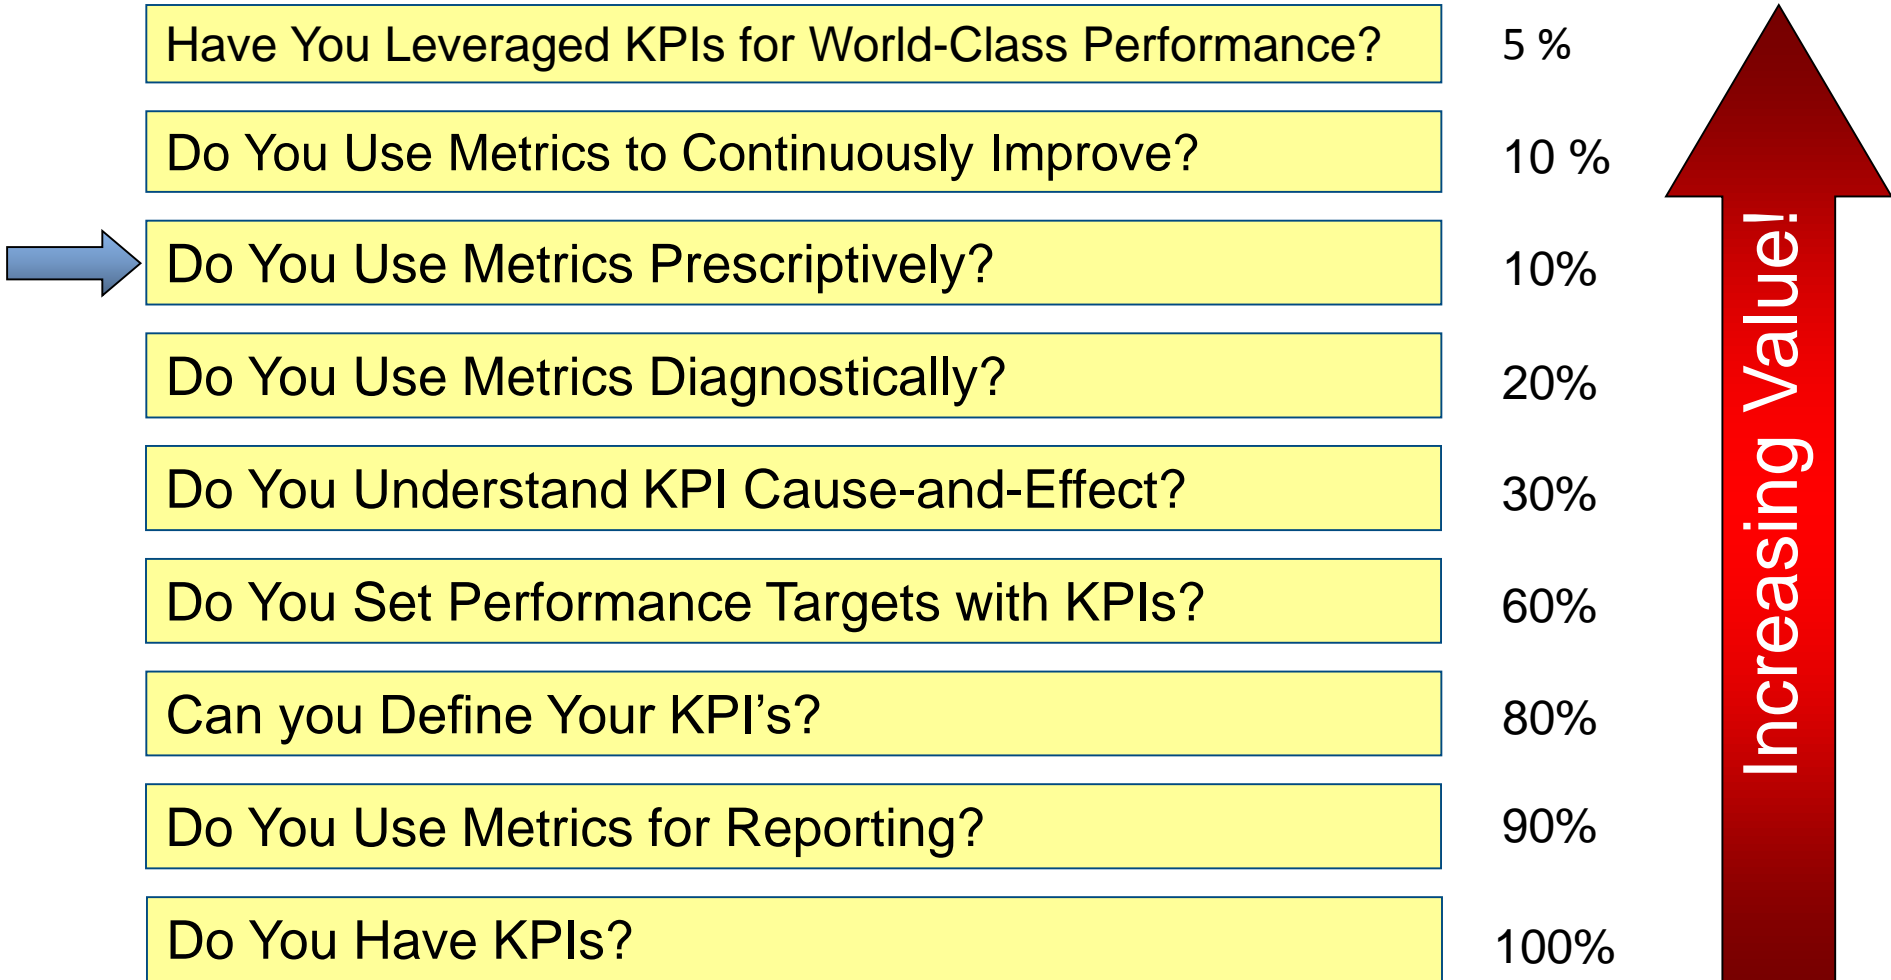 Have You Leveraged KPIs for World-Class Performance? 5 %
Do You Use Metrics to Continuously Improve? 10 %
Do You Use Metrics Prescriptively? 10%
Do You Use Metrics Diagnostically? 20%
Do You Understand KPI Cause-and-Effect? 30%
Do You Set Performance Targets with KPIs? 60%
Can you Define Your KPI’s? 80%
Do You Use Metrics for Reporting? 90%
Do You Have KPIs? 100%
Increasing Value!